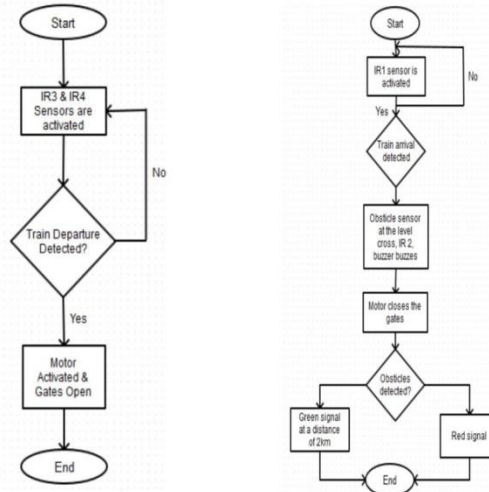 Start
IR3 & IR4
Sensors are
activated
No
Train Departure
Detected?
Yes
Motor
Activated &
Gates Open
End
Start
IR1 sensor is
activated
No
Yes
Train arrival
detected
Obsticle sensor
at the level
cross, IR 2,
buzzer buzzes
Motor closes the
gates
Obsticles
detected?
Green signal
at a distance
of 2km
Red signal
End